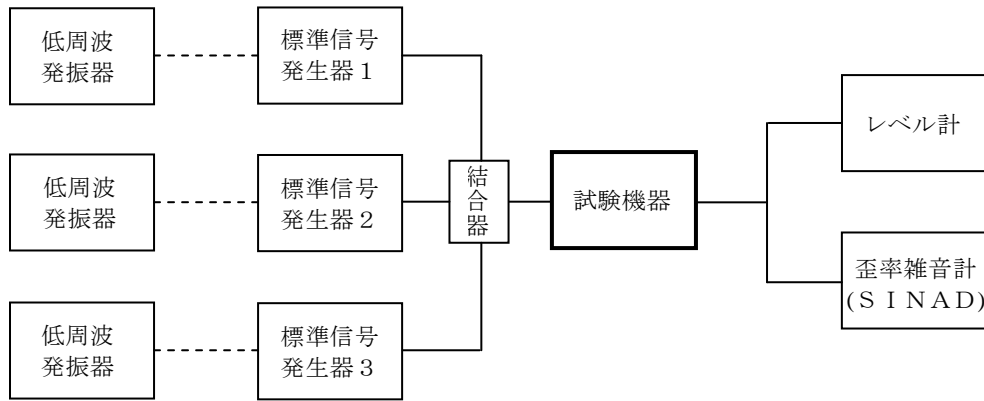 低周波
発振器
標準信号
発生器１
低周波
発振器
標準信号
発生器２
低周波
発振器
標準信号
発生器３
結合器
試験機器
レベル計
歪率雑音計
(ＳＩＮＡＤ)